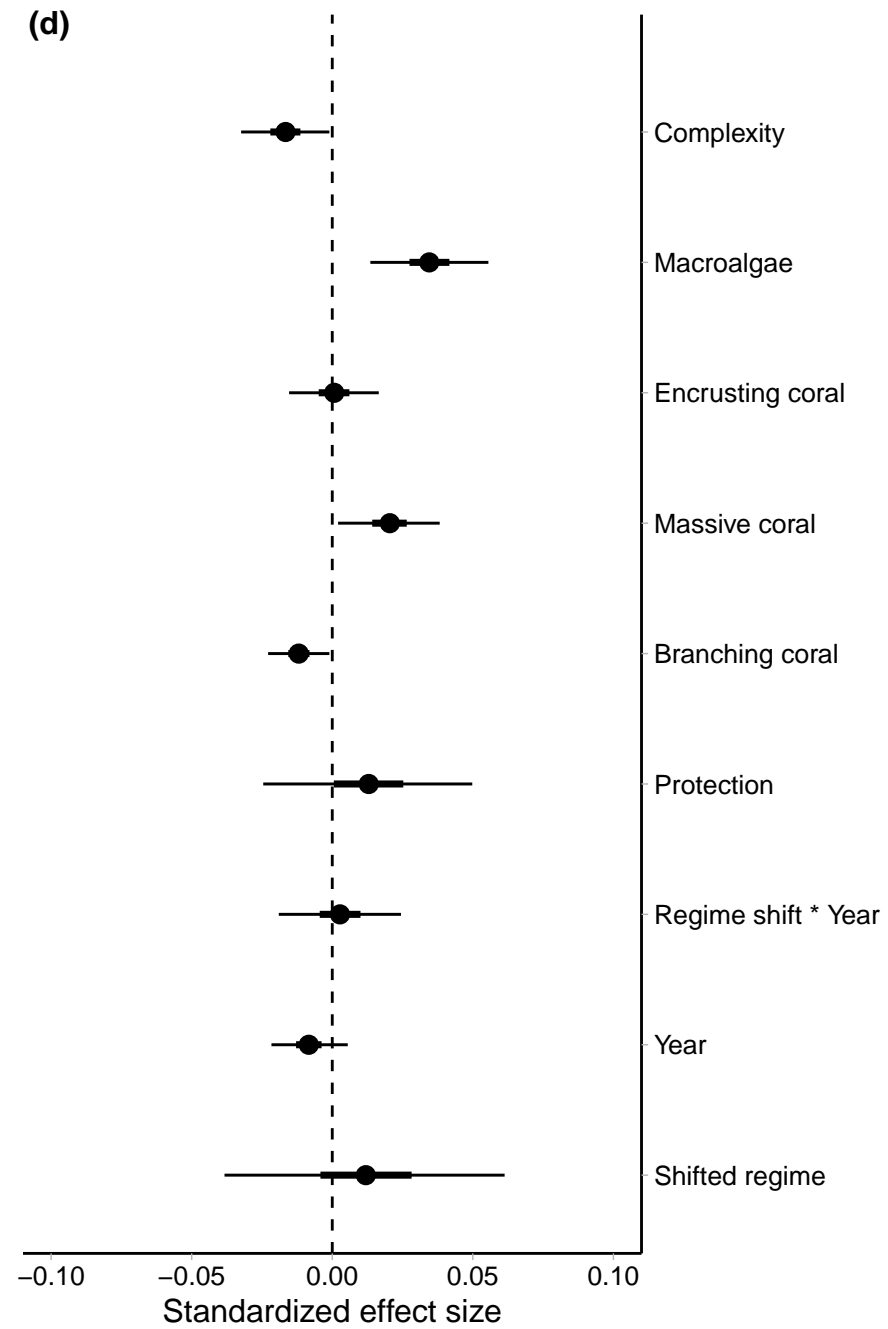 (d)
Complexity
Macroalgae
Encrusting coral
Massive coral
Branching coral
Protection
Regime shift * Year
Year
Shifted regime
−0.10 −0.05 0.00 0.05 0.10
Standardized effect size